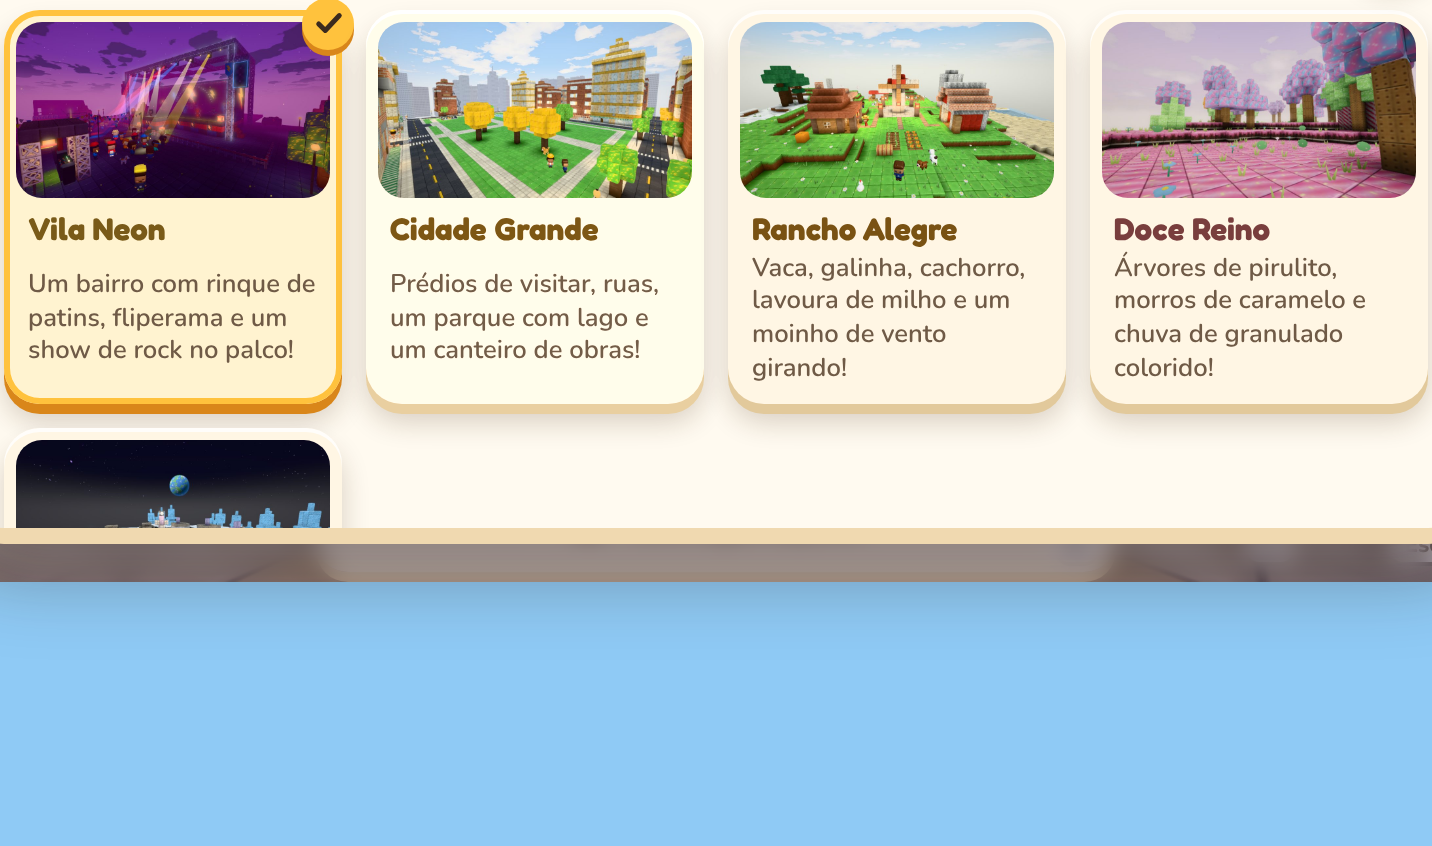 Vila Neon
Um bairro com rinque de
patins, fliperama e um
show de rock no palco!
Cidade Grande
Prédios de visitar, ruas,
um parque com lago e
um canteiro de obras!
Rancho Alegre
Vaca, galinha, cachorro,
lavoura de milho e um
moinho de vento
girando!
Doce Reino
Árvores de pirulito,
morros de caramelo e
chuva de granulado
colorido!